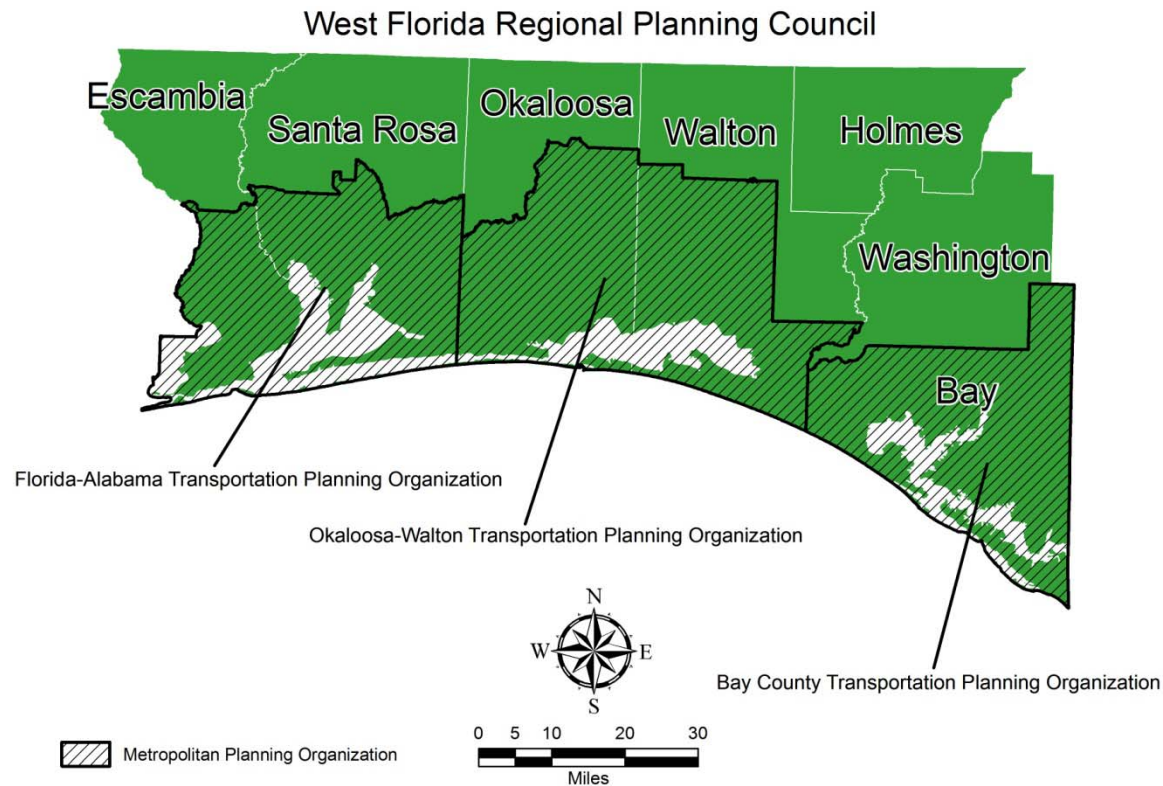 West Florida Regional Planning Council
Escambia
Santa Rosa
Okaloosa
Walton
Holmes
Washington
Bay
Florida-Alabama Transportation Planning Organization
Okaloosa-Walton Transportation Planning Organization
Bay County Transportation Planning Organization
N
W E
S
Metropolitan Planning Organization
0 5 10 20 30
Miles